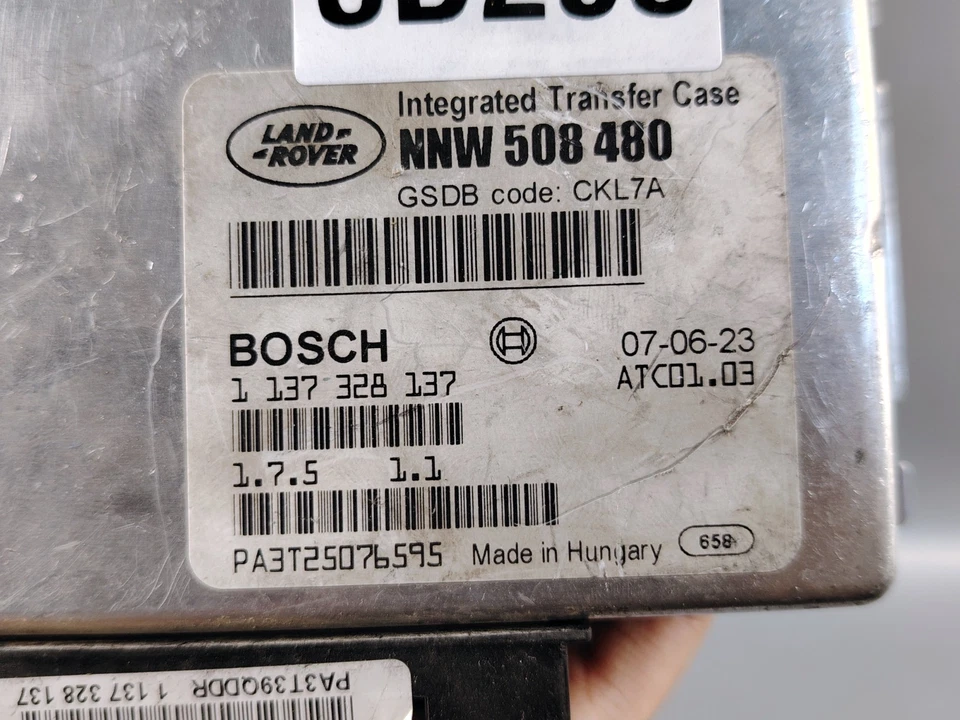 Integrated Transfer Case
LAND-
-ROVER
NNW 508 480
GSDB code: CKL7A
BOSCH
07-06-23
1 137 328 137
ATC01.03
1.7.5 1.1
PA3T25076595
Made in Hungary
658
PA3T39QDDR 1 137 328 137